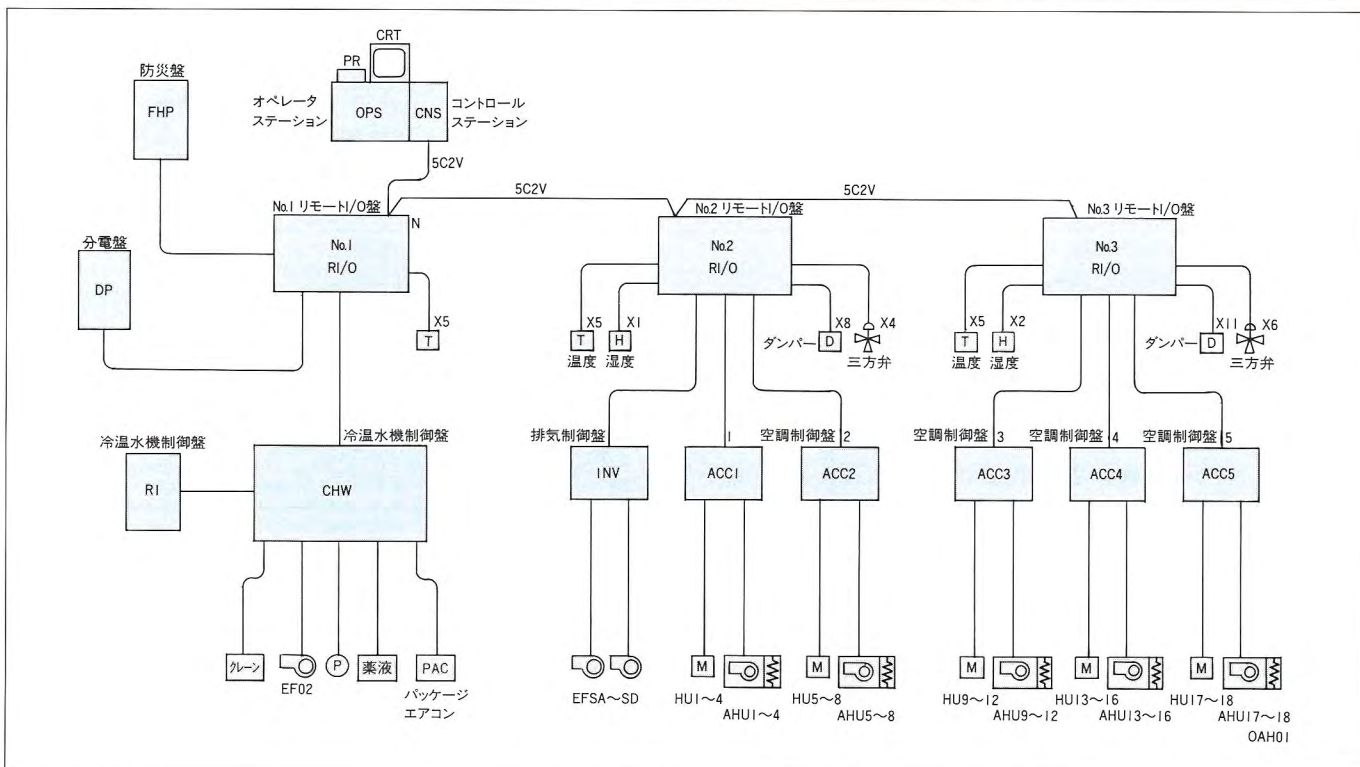 CRT
PR
防災盤
FHP
オペレータ
ステーション
OPS
CNS
コントロール
ステーション
5C2V
5C2V
5C2V
No.1 リモートI/O盤
N
No.2 リモートI/O盤
No.3 リモートI/O盤
分電盤
DP
No.1
RI/O
No.2
RI/O
No.3
RI/O
X5
T
X5
T
温度
X1
H
湿度
X8
ダンパー D
X4
三方弁
X5
T
温度
X2
H
湿度
X11
ダンパー D
X6
三方弁
冷温水機制御盤
RI
冷温水機制御盤
CHW
排気制御盤
INV
1
ACC1
空調制御盤 2
ACC2
空調制御盤 3
ACC3
空調制御盤 4
ACC4
空調制御盤 5
ACC5
クレーン
EF02
P
薬液
PAC
パッケージ
エアコン
EFSA～SD
M
HU1～4
AHU1～4
M
HU5～8
AHU5～8
M
HU9～12
AHU9～12
M
HU13～16
AHU13～16
M
HU17～18
AHU17～18
OAH01